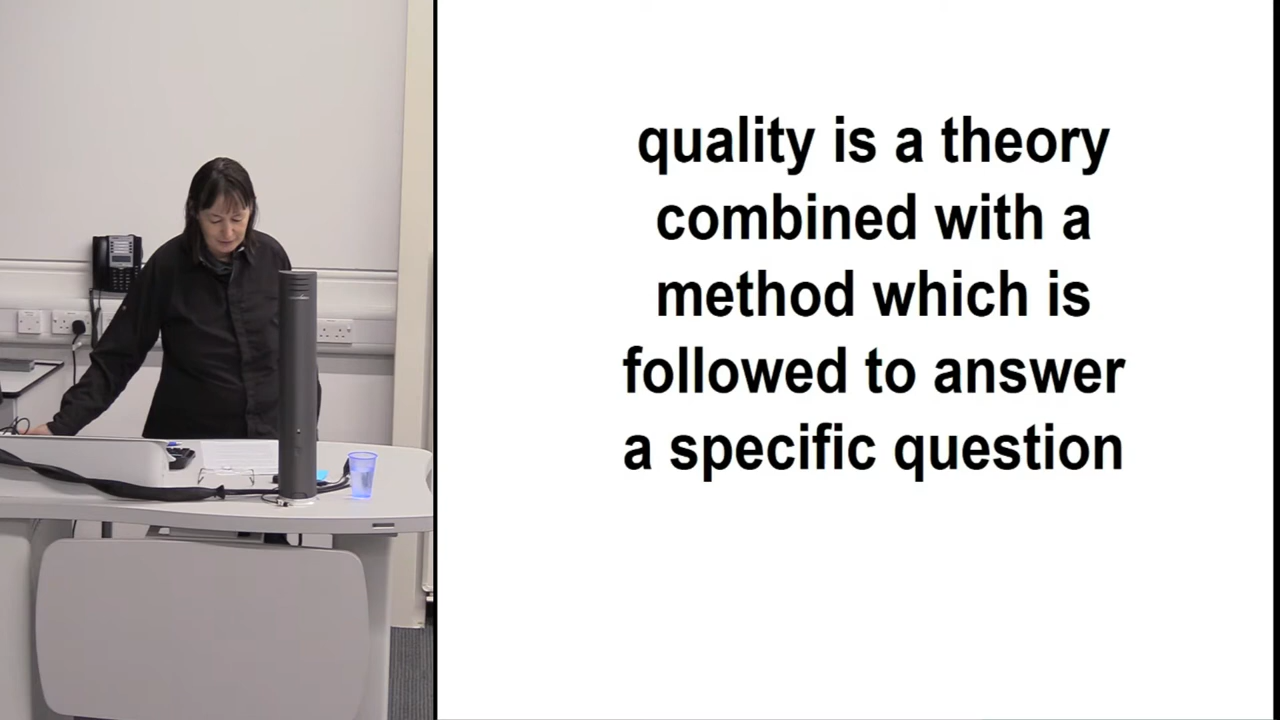 quality is a theory
combined with a
method which is
followed to answer
a specific question